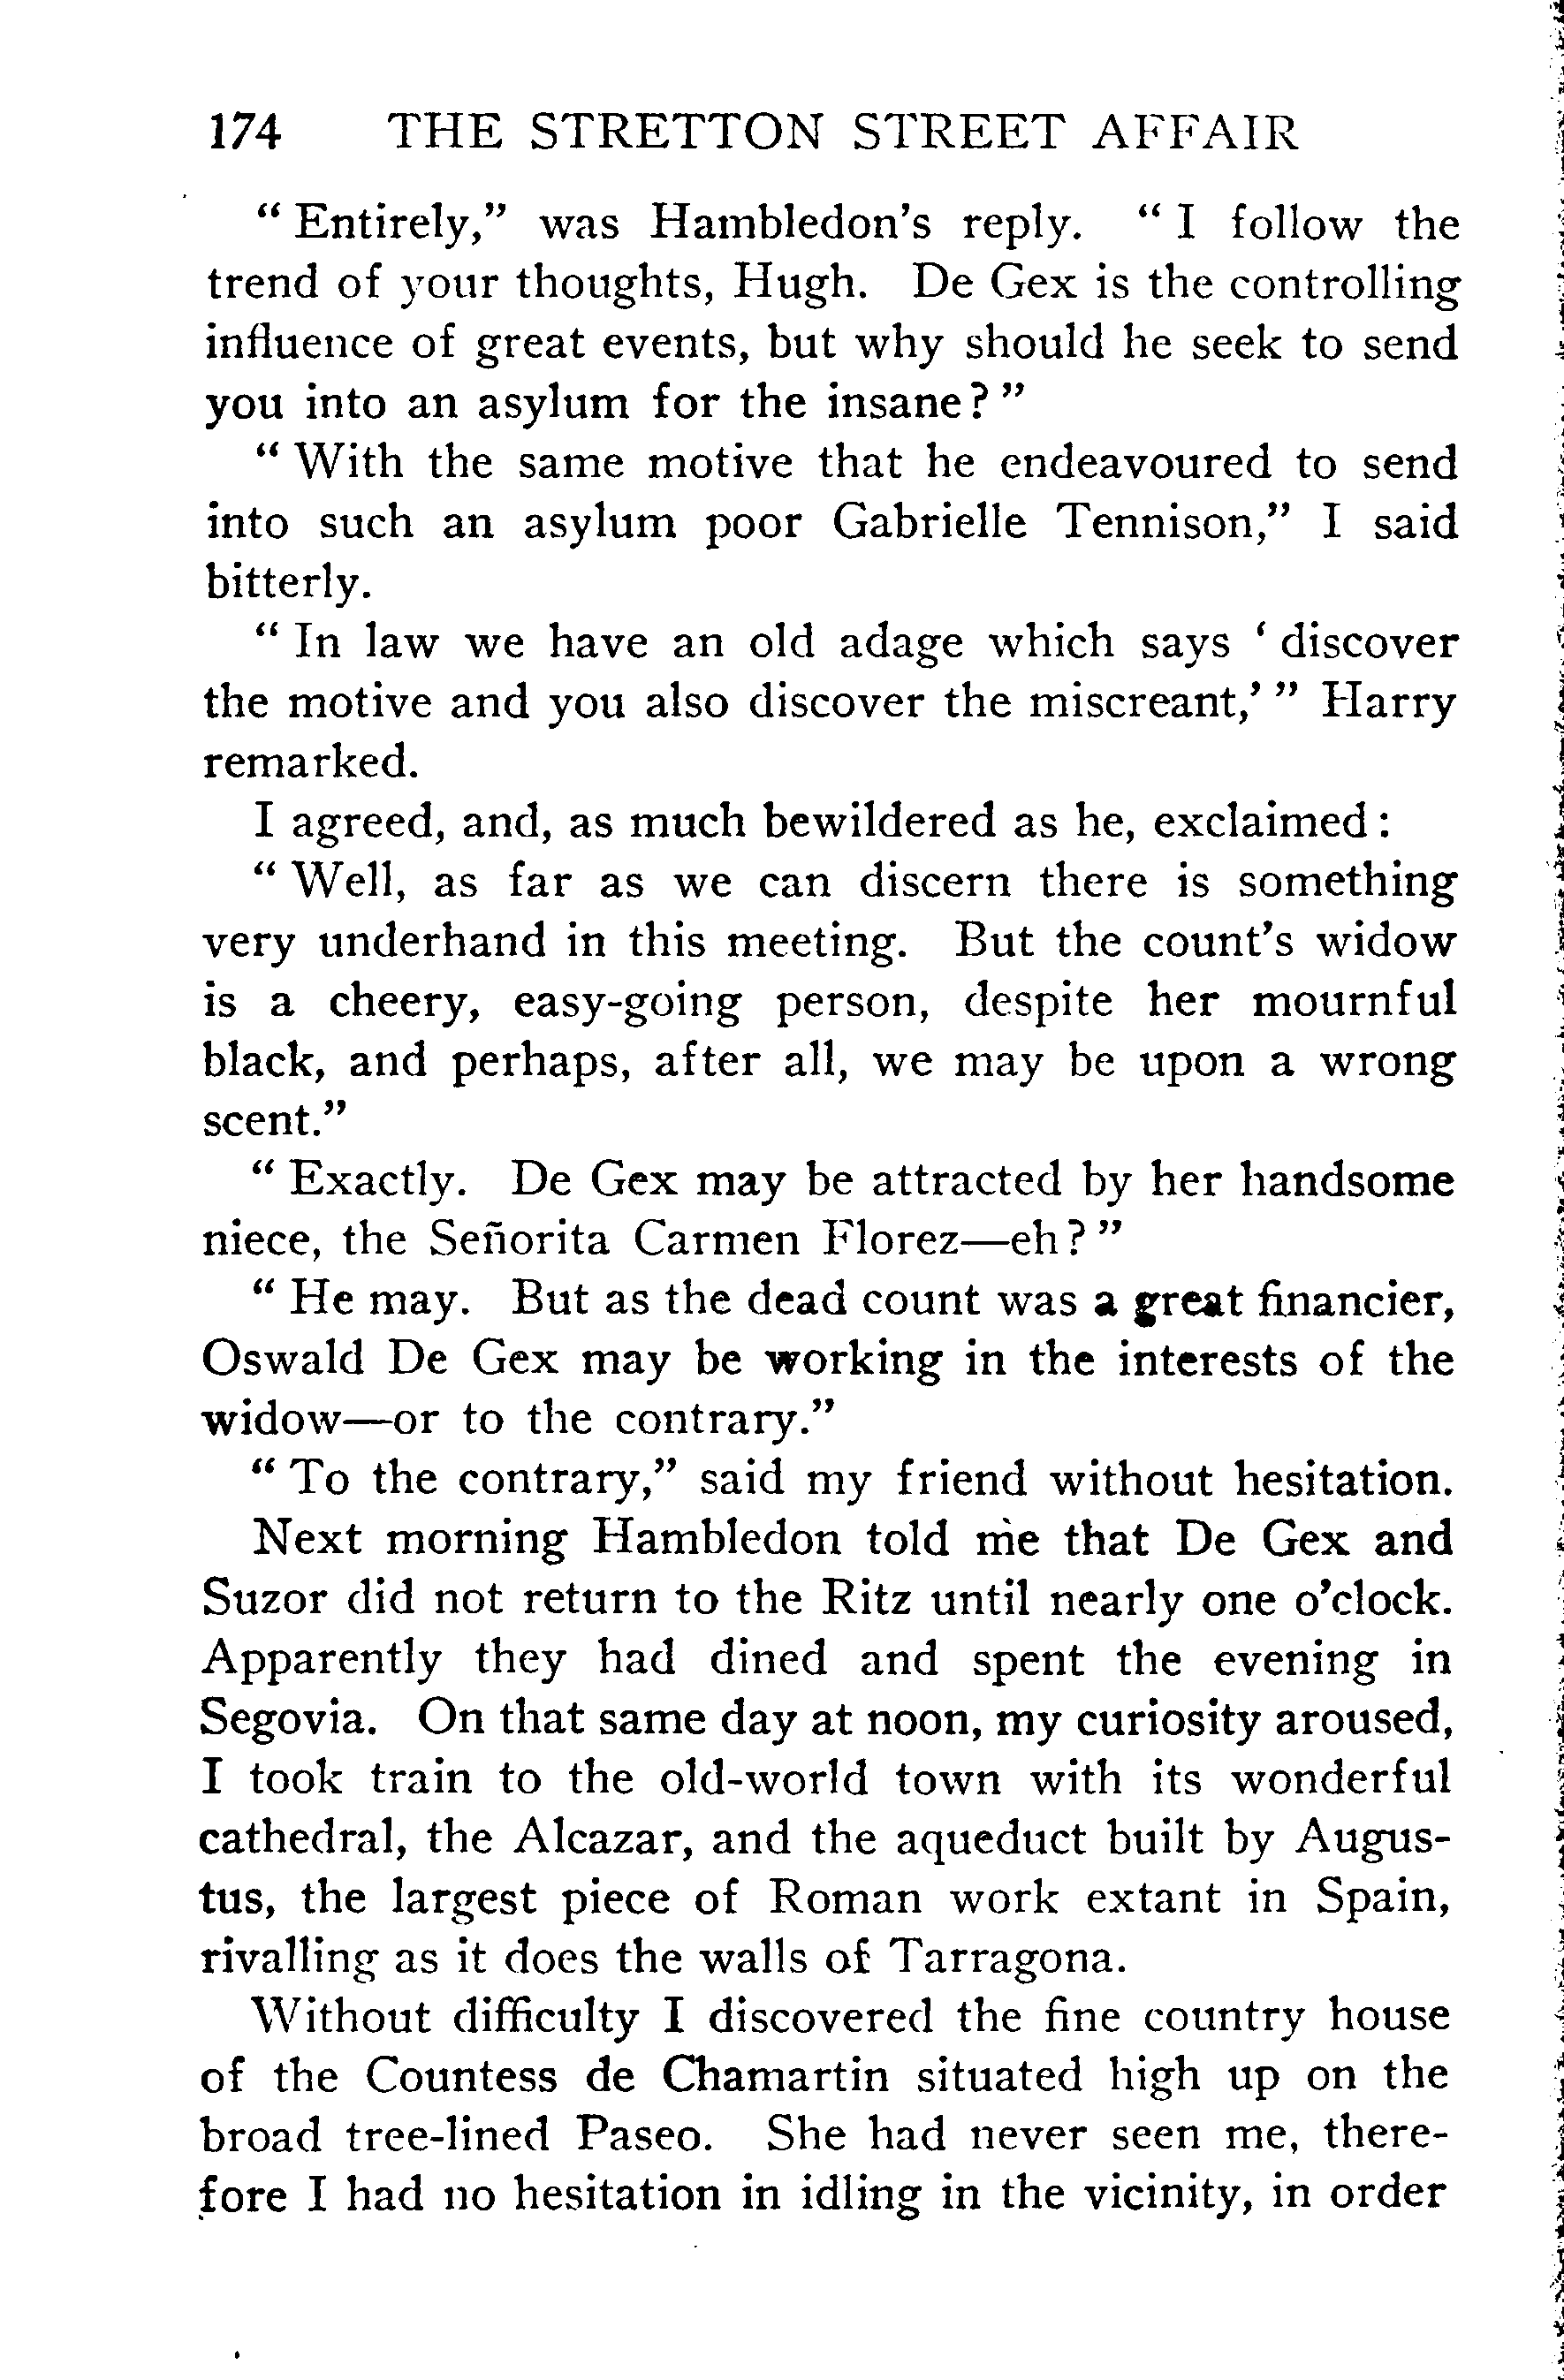 174 THE STRETTON STREET AFFAIR
“ Entirely,” was Hambledon’s reply. “ I follow the
trend of your thoughts, Hugh. De Gex is the controlling
influence of great events, but why should he seek to send
you into an asylum for the insane? ”
“ With the same motive that he endeavoured to send
into such an asylum poor Gabrielle Tennison,” I said
bitterly.
“ In law we have an old adage which says ‘ discover
the motive and you also discover the miscreant,’ ” Harry
remarked.
I agreed, and, as much bewildered as he, exclaimed :
“ Well, as far as we can discern there is something
very underhand in this meeting. But the count’s widow
is a cheery, easy-going person, despite her mournful
black, and perhaps, after all, we may be upon a wrong
scent.”
“ Exactly. De Gex may be attracted by her handsome
niece, the Señorita Carmen Florez—eh? ”
“ He may. But as the dead count was a great financier,
Oswald De Gex may be working in the interests of the
widow—or to the contrary.”
“ To the contrary,” said my friend without hesitation.
Next morning Hambledon told me that De Gex and
Suzor did not return to the Ritz until nearly one o’clock.
Apparently they had dined and spent the evening in
Segovia. On that same day at noon, my curiosity aroused,
I took train to the old-world town with its wonderful
cathedral, the Alcazar, and the aqueduct built by Augus-
tus, the largest piece of Roman work extant in Spain,
rivalling as it does the walls of Tarragona.
Without difficulty I discovered the fine country house
of the Countess de Chamartin situated high up on the
broad tree-lined Paseo. She had never seen me, there-
fore I had no hesitation in idling in the vicinity, in order